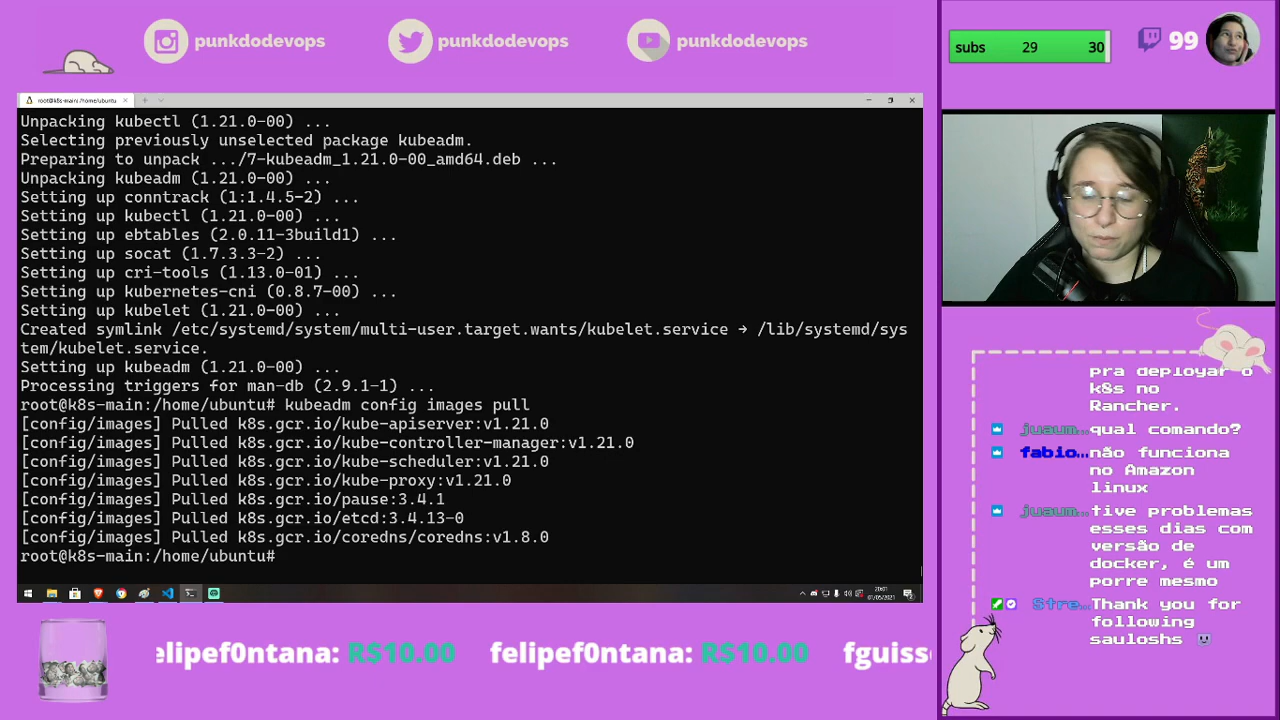 punkdodevops
punkdodevops
punkdodevops
subs 29 30
99
root@k8s-main: /home/ubuntu
Unpacking kubectl (1.21.0-00) ...
Selecting previously unselected package kubeadm.
Preparing to unpack .../7-kubeadm_1.21.0-00_amd64.deb ...
Unpacking kubeadm (1.21.0-00) ...
Setting up conntrack (1:1.4.5-2) ...
Setting up kubectl (1.21.0-00) ...
Setting up ebtables (2.0.11-3build1) ...
Setting up socat (1.7.3.3-2) ...
Setting up cri-tools (1.13.0-01) ...
Setting up kubernetes-cni (0.8.7-00) ...
Setting up kubelet (1.21.0-00) ...
Created symlink /etc/systemd/system/multi-user.target.wants/kubelet.service → /lib/systemd/sys
tem/kubelet.service.
Setting up kubeadm (1.21.0-00) ...
Processing triggers for man-db (2.9.1-1) ...
root@k8s-main:/home/ubuntu# kubeadm config images pull
[config/images] Pulled k8s.gcr.io/kube-apiserver:v1.21.0
[config/images] Pulled k8s.gcr.io/kube-controller-manager:v1.21.0
[config/images] Pulled k8s.gcr.io/kube-scheduler:v1.21.0
[config/images] Pulled k8s.gcr.io/kube-proxy:v1.21.0
[config/images] Pulled k8s.gcr.io/pause:3.4.1
[config/images] Pulled k8s.gcr.io/etcd:3.4.13-0
[config/images] Pulled k8s.gcr.io/coredns/coredns:v1.8.0
root@k8s-main:/home/ubuntu#
20:01
01/05/2021
pra deployar o
k8s no
Rancher.
juaum... qual comando?
fabio... não funciona
no Amazon
linux
juaum... tive problemas
esses dias com
versão de
docker, é um
porre mesmo
Stre... Thank you for
following
sauloshs
elipef0ntana: R$10.00 felipef0ntana: R$10.00 fguiss